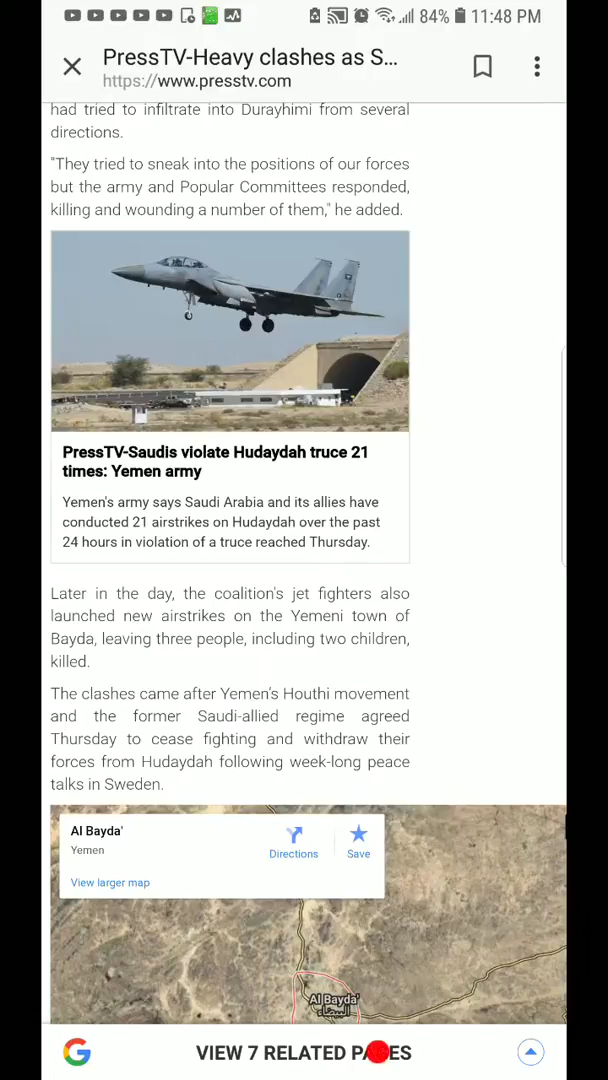 84% 11:48 PM
PressTV-Heavy clashes as S...
https://www.presstv.com
had tried to infiltrate into Durayhimi from several
directions.
"They tried to sneak into the positions of our forces
but the army and Popular Committees responded,
killing and wounding a number of them," he added.
PressTV-Saudis violate Hudaydah truce 21
times: Yemen army
Yemen's army says Saudi Arabia and its allies have
conducted 21 airstrikes on Hudaydah over the past
24 hours in violation of a truce reached Thursday.
Later in the day, the coalition's jet fighters also
launched new airstrikes on the Yemeni town of
Bayda, leaving three people, including two children,
killed.
The clashes came after Yemen's Houthi movement
and the former Saudi-allied regime agreed
Thursday to cease fighting and withdraw their
forces from Hudaydah following week-long peace
talks in Sweden.
Al Bayda'
Yemen
Directions
Save
View larger map
Al Bayda'
البيضاء
VIEW 7 RELATED